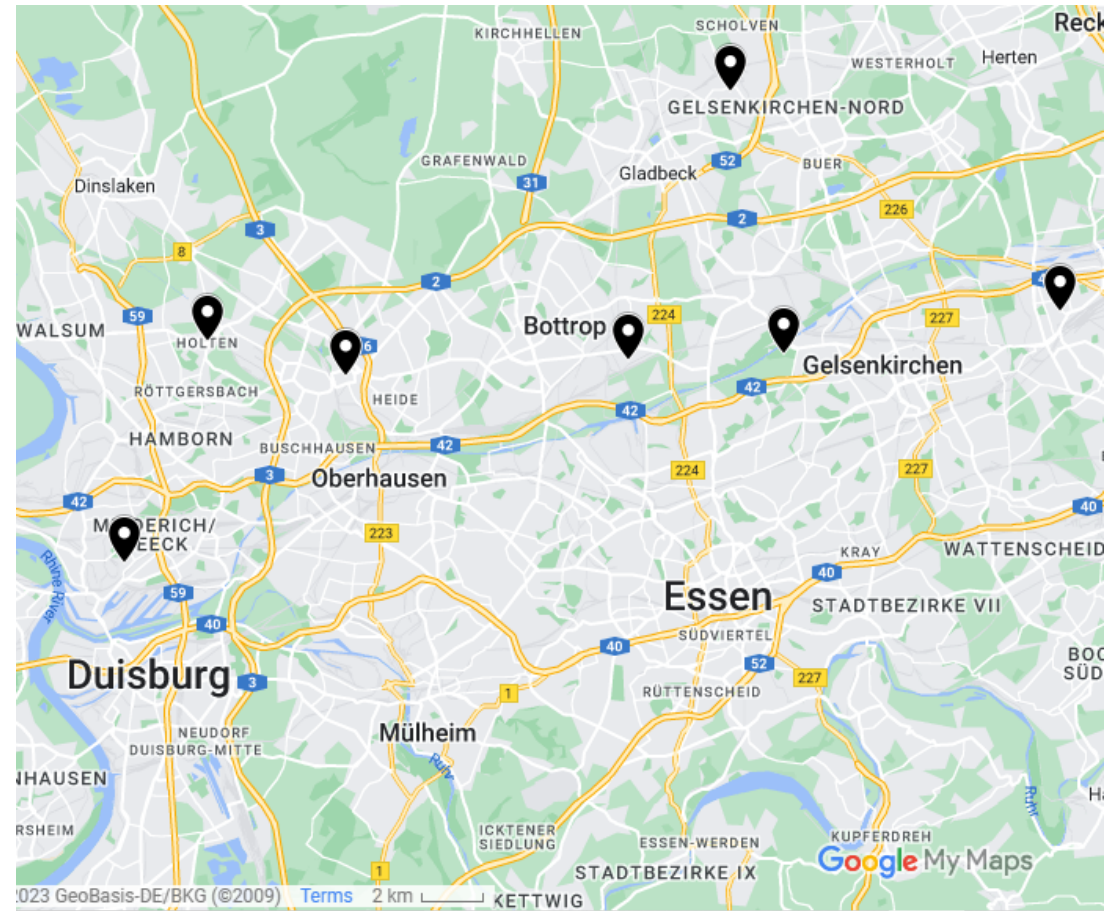 SCHOLVEN
KIRCHHELLEN
WESTERHOLT
Herten
GELSENKIRCHEN-NORD
GRAFENWALD
52
BUER
Gladbeck
31
Dinslaken
226
2
3
8
2
59
WALSUM
HOLTEN
Bottrop
224
227
Gelsenkirchen
RÖTTGERSBACH
HEIDE
42
42
HAMBORN
BUSCHHAUSEN
42
3
Oberhausen
224
227
42
40
223
KRAY
WATTENSCHEID
Rhine River
40
59
Essen
STADTBEZIRKE VII
40
SÜDVIERTEL
40
Duisburg
3
52
227
RÜTTENSCHEID
1
NEUDORF
DUISBURG-MITTE
Mülheim
Ruhr
ICKTENER
SIEDLUNG
ESSEN-WERDEN
KUPFERDREH
1
STADTBEZIRKE IX
Google My Maps
2023 GeoBasis-DE/BKG (©2009)
Terms
2 km
KETTWIG